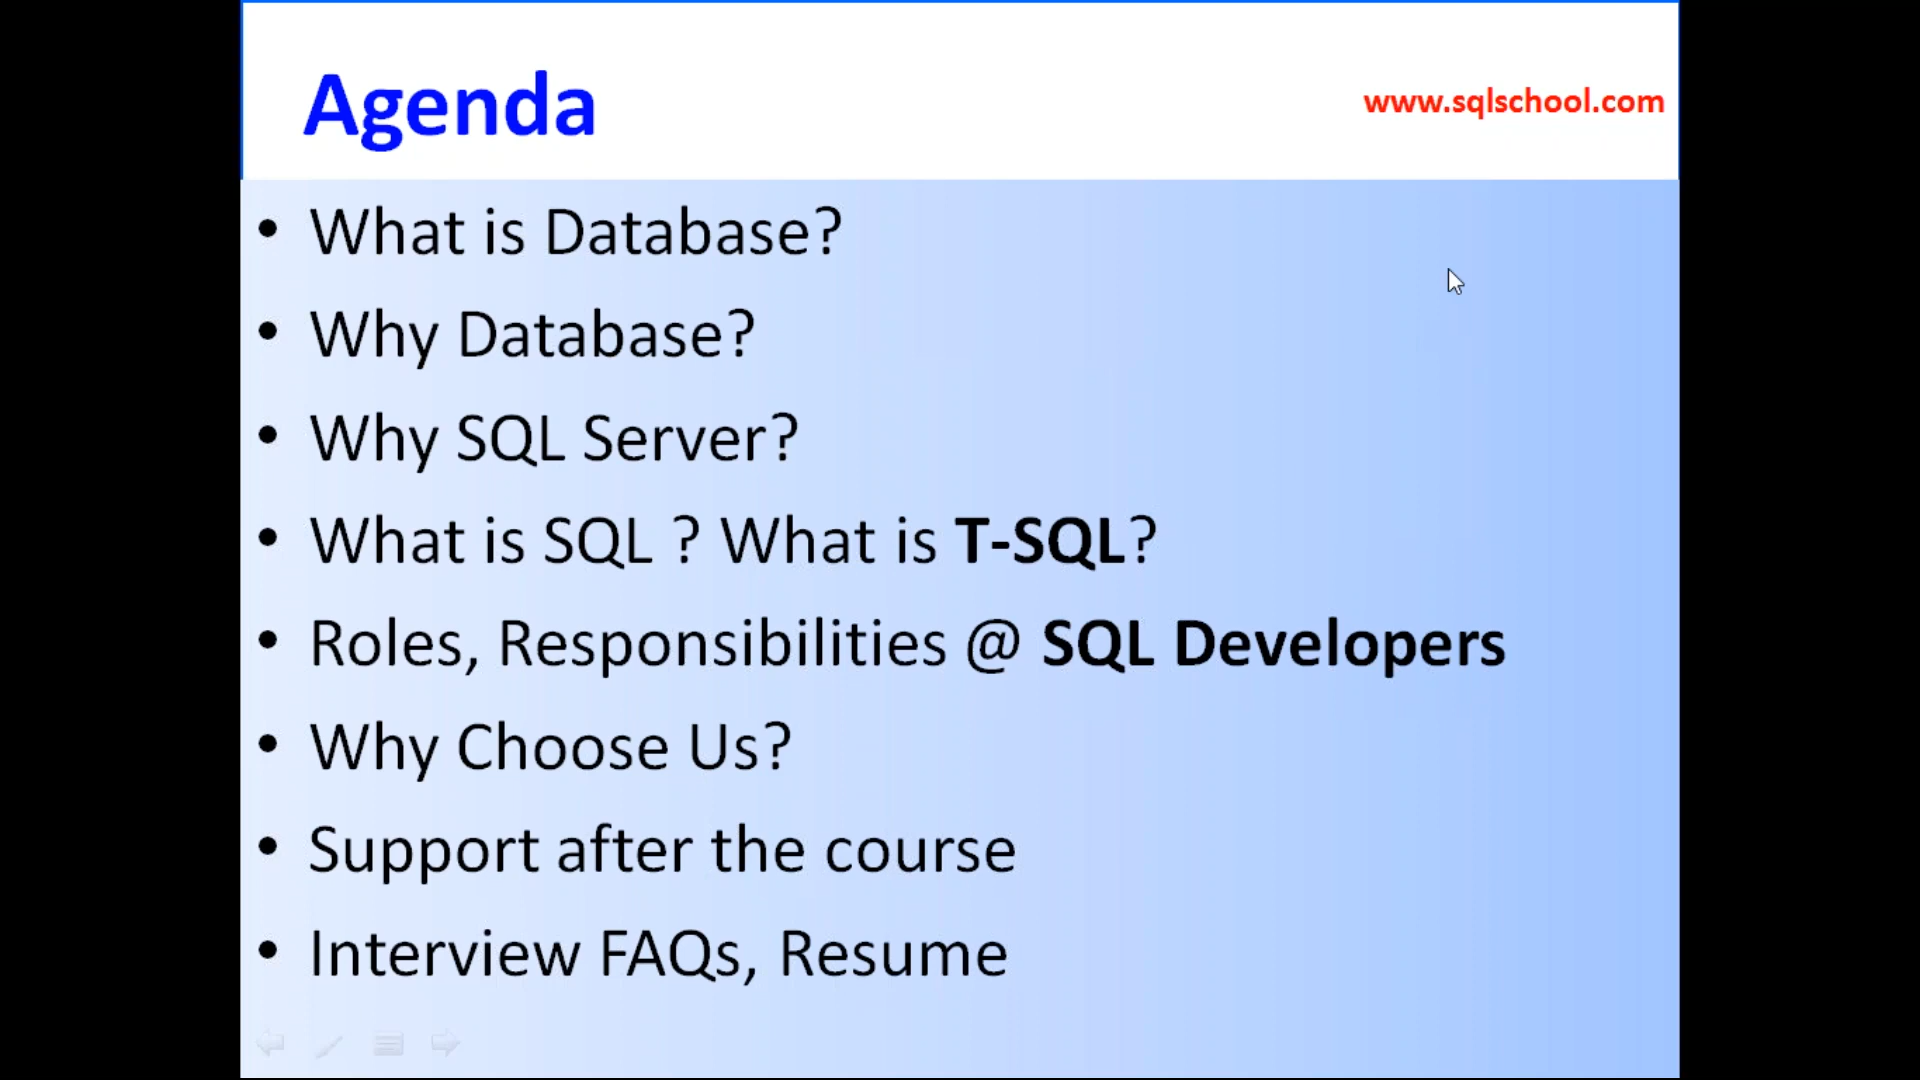 Agenda
www.sqlschool.com
• What is Database?
• Why Database?
• Why SQL Server?
• What is SQL ? What is T-SQL?
• Roles, Responsibilities @ SQL Developers
• Why Choose Us?
• Support after the course
• Interview FAQs, Resume